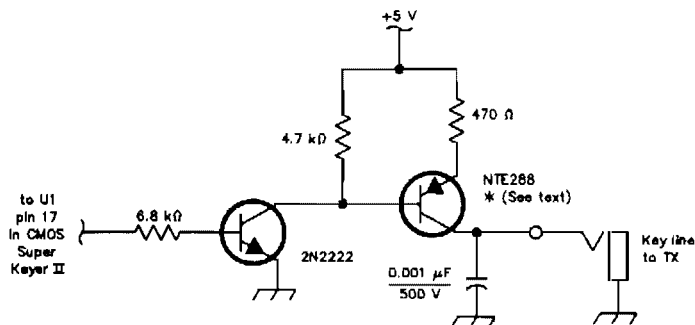 +5 V
4.7 kΩ
470 Ω
NTE288
* (See text)
to U1
pin 17
in CMOS
Super
Keyer II
6.8 kΩ
2N2222
0.001 µF
500 V
Key line
to TX